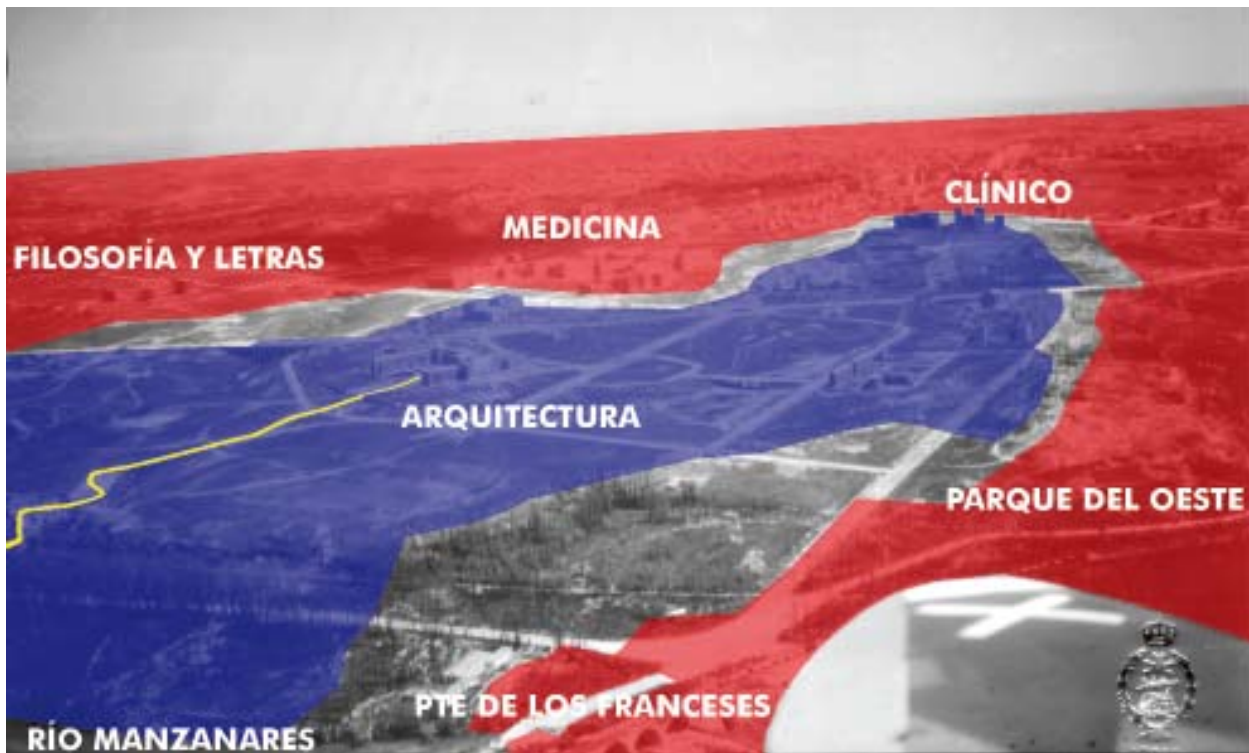 CLÍNICO
MEDICINA
FILOSOFÍA Y LETRAS
ARQUITECTURA
PARQUE DEL OESTE
PTE DE LOS FRANCESES
RÍO MANZANARES